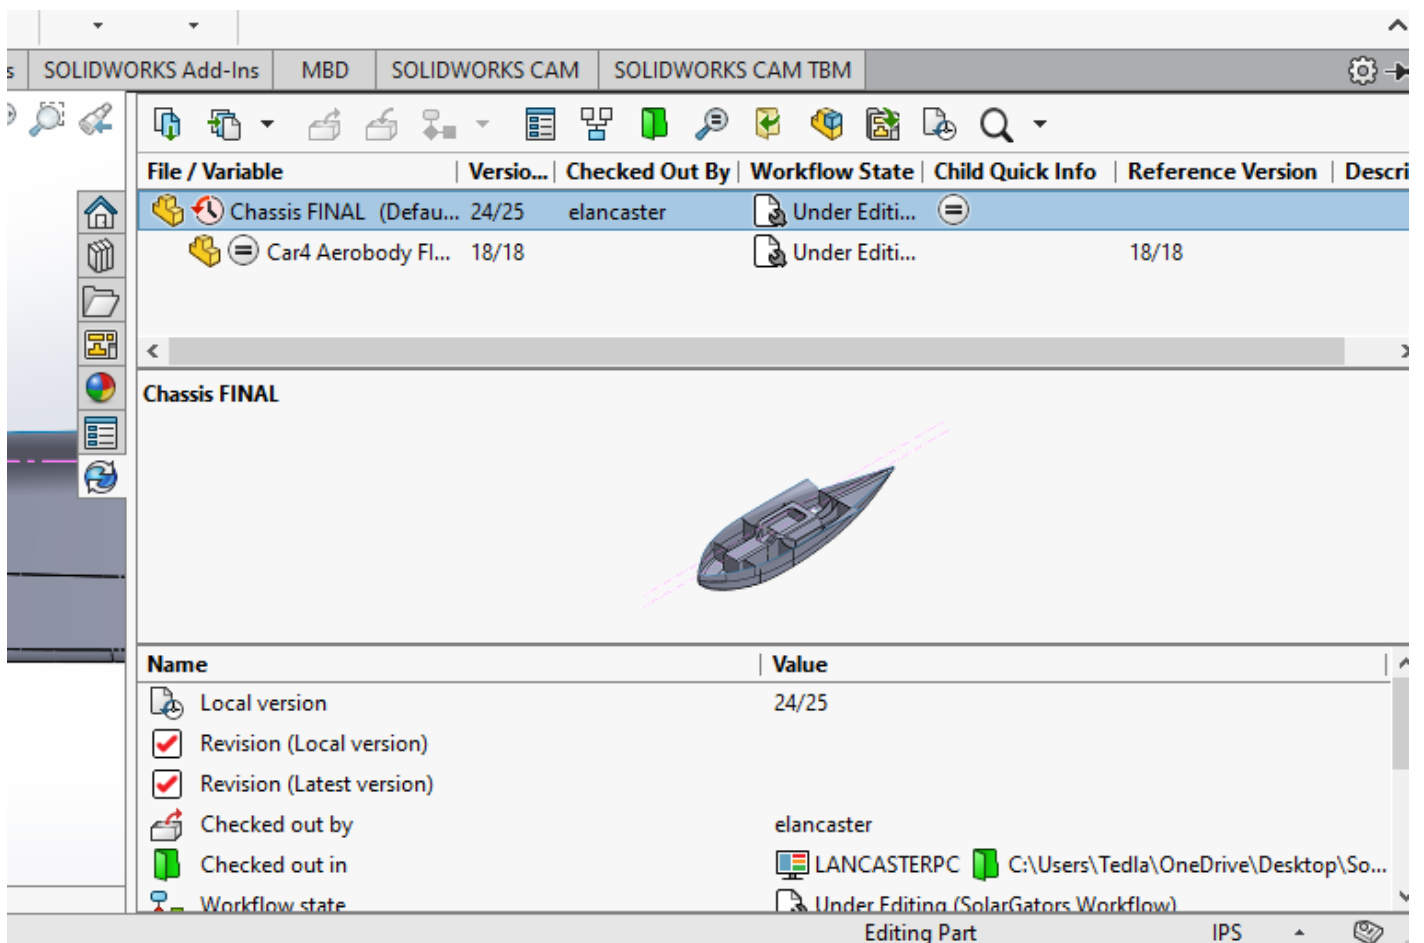 s SOLIDWORKS Add-Ins MBD SOLIDWORKS CAM SOLIDWORKS CAM TBM
File / Variable Versio... Checked Out By Workflow State Child Quick Info Reference Version Descri
Chassis FINAL (Defau... 24/25 elancaster Under Editi...
Car4 Aerobody Fl... 18/18 Under Editi... 18/18
Chassis FINAL
Name Value
Local version 24/25
Revision (Local version)
Revision (Latest version)
Checked out by elancaster
Checked out in LANCASTERPC C:\Users\Tedla\OneDrive\Desktop\So...
Workflow state Under Editing (SolarGators Workflow)
Editing Part IPS